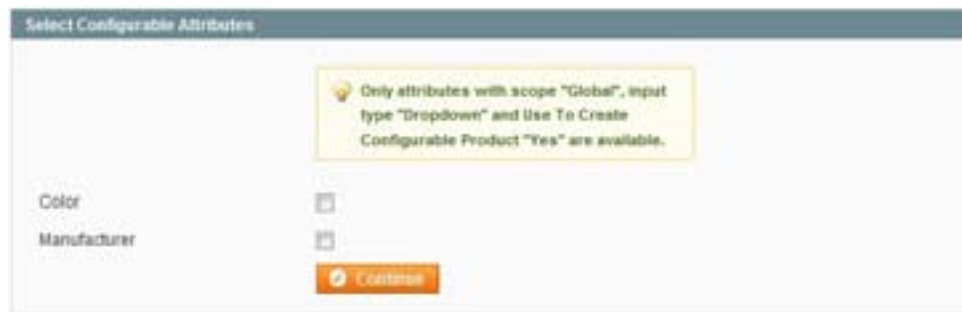 Select Configurable Attributes
Only attributes with scope "Global", input
type "Dropdown" and Use To Create
Configurable Product "Yes" are available.
Color
Manufacturer
Continue